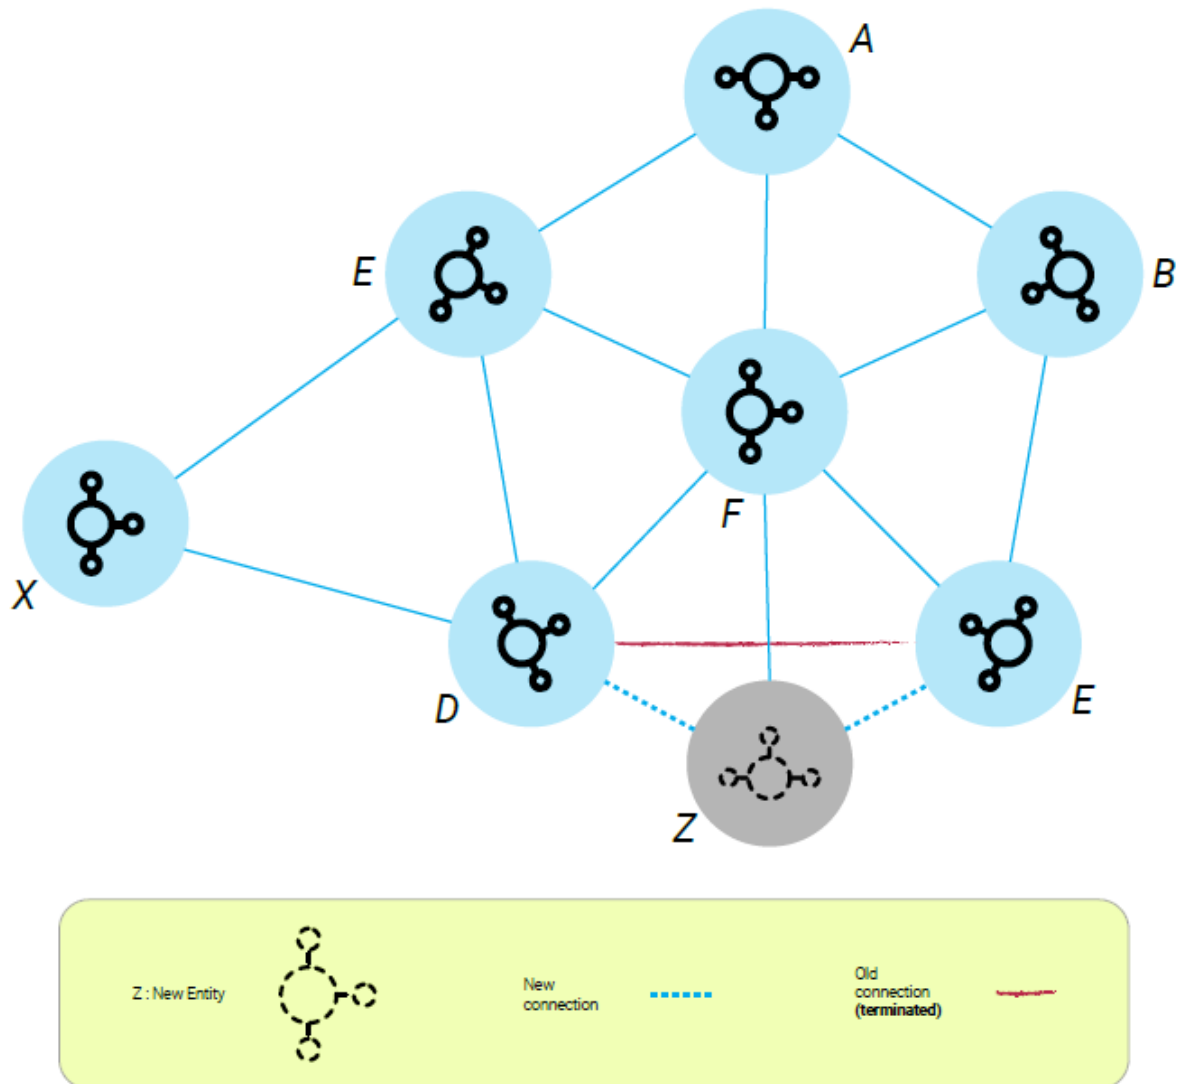 A
E
B
F
X
D
E
Z
Z : New Entity
New
connection
Old
connection
(terminated)